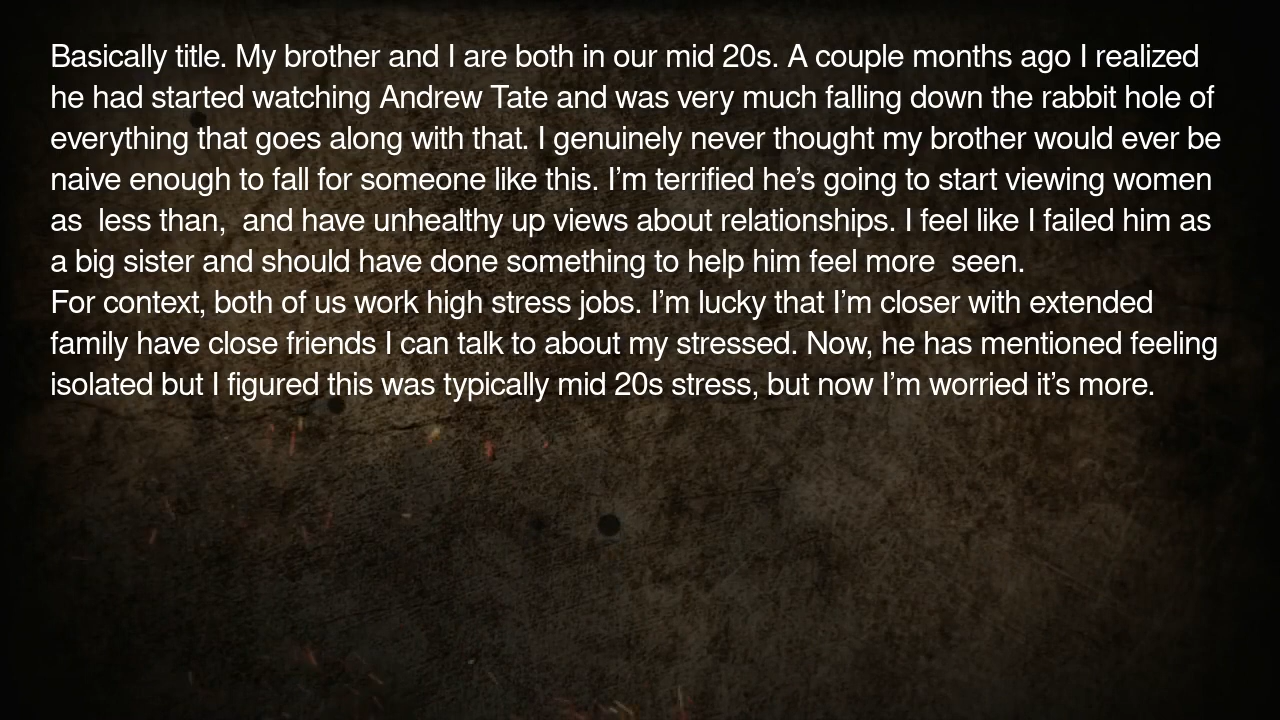 Basically title. My brother and I are both in our mid 20s. A couple months ago I realized
he had started watching Andrew Tate and was very much falling down the rabbit hole of
everything that goes along with that. I genuinely never thought my brother would ever be
naive enough to fall for someone like this. I’m terrified he’s going to start viewing women
as  less than,  and have unhealthy up views about relationships. I feel like I failed him as
a big sister and should have done something to help him feel more  seen.
For context, both of us work high stress jobs. I’m lucky that I’m closer with extended
family have close friends I can talk to about my stressed. Now, he has mentioned feeling
isolated but I figured this was typically mid 20s stress, but now I’m worried it’s more.